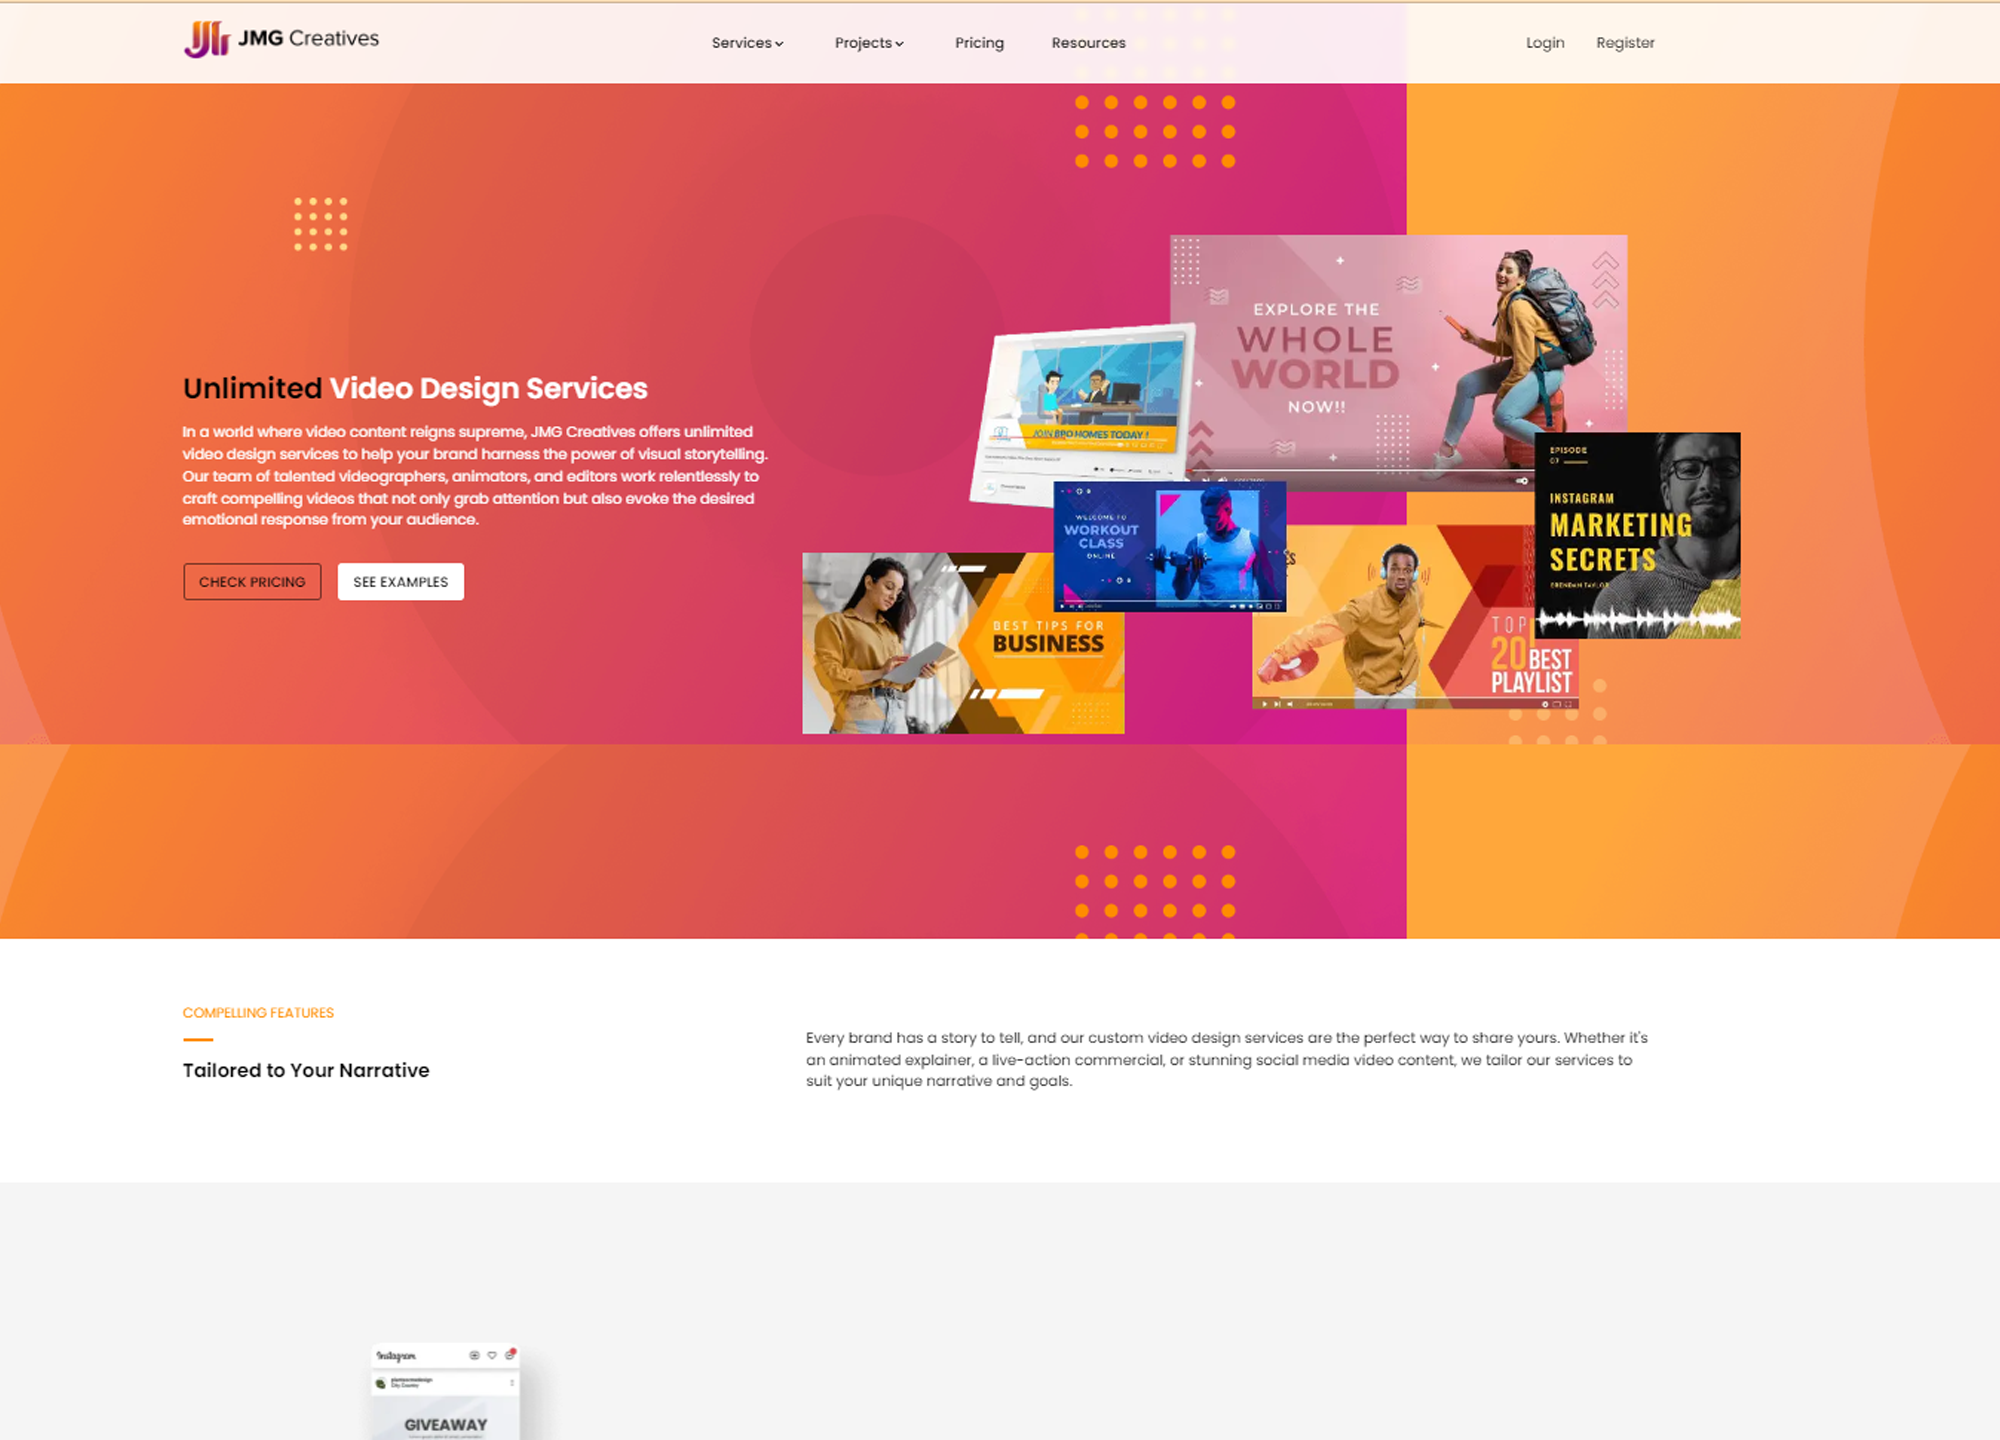 JMG Creatives
Services
Projects
Pricing
Resources
Login
Register
Unlimited Video Design Services
In a world where video content reigns supreme, JMG Creatives offers unlimited
video design services to help your brand harness the power of visual storytelling.
Our team of talented videographers, animators, and editors work relentlessly to
craft compelling videos that not only grab attention but also evoke the desired
emotional response from your audience.
CHECK PRICING
SEE EXAMPLES
EXPLORE THE
WHOLE
WORLD
NOW!!
JOIN BPO HOMES TODAY !
WELCOME TO
WORKOUT
CLASS
ONLINE
EPISODE
07
INSTAGRAM
MARKETING
SECRETS
BRENDAN TAYLOR
BEST TIPS FOR
BUSINESS
TOP
20 BEST
PLAYLIST
COMPELLING FEATURES
Tailored to Your Narrative
Every brand has a story to tell, and our custom video design services are the perfect way to share yours. Whether it's
an animated explainer, a live-action commercial, or stunning social media video content, we tailor our services to
suit your unique narrative and goals.
Instagram
City, Country
GIVEAWAY